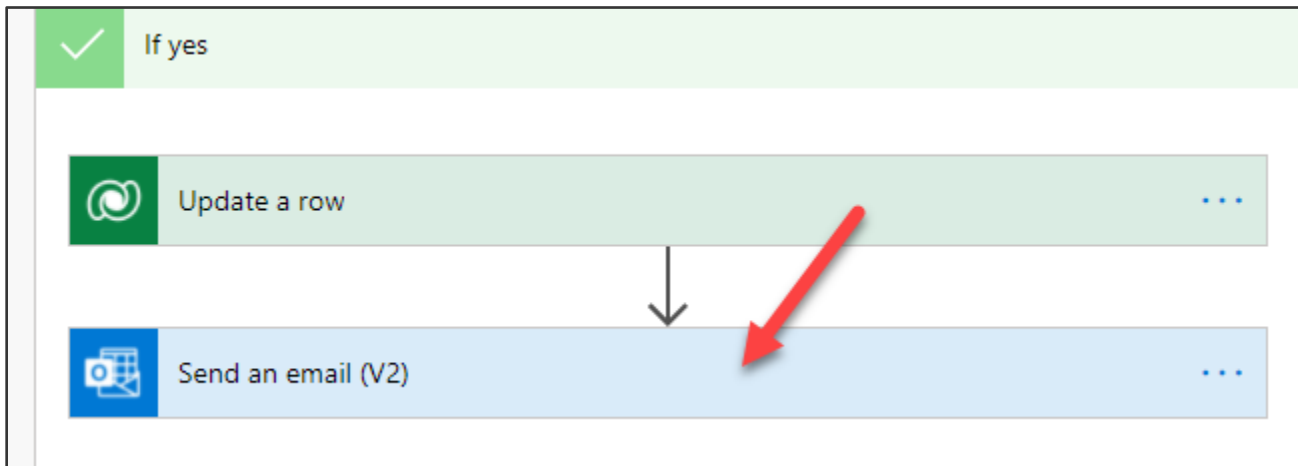 If yes
Update a row
Send an email (V2)